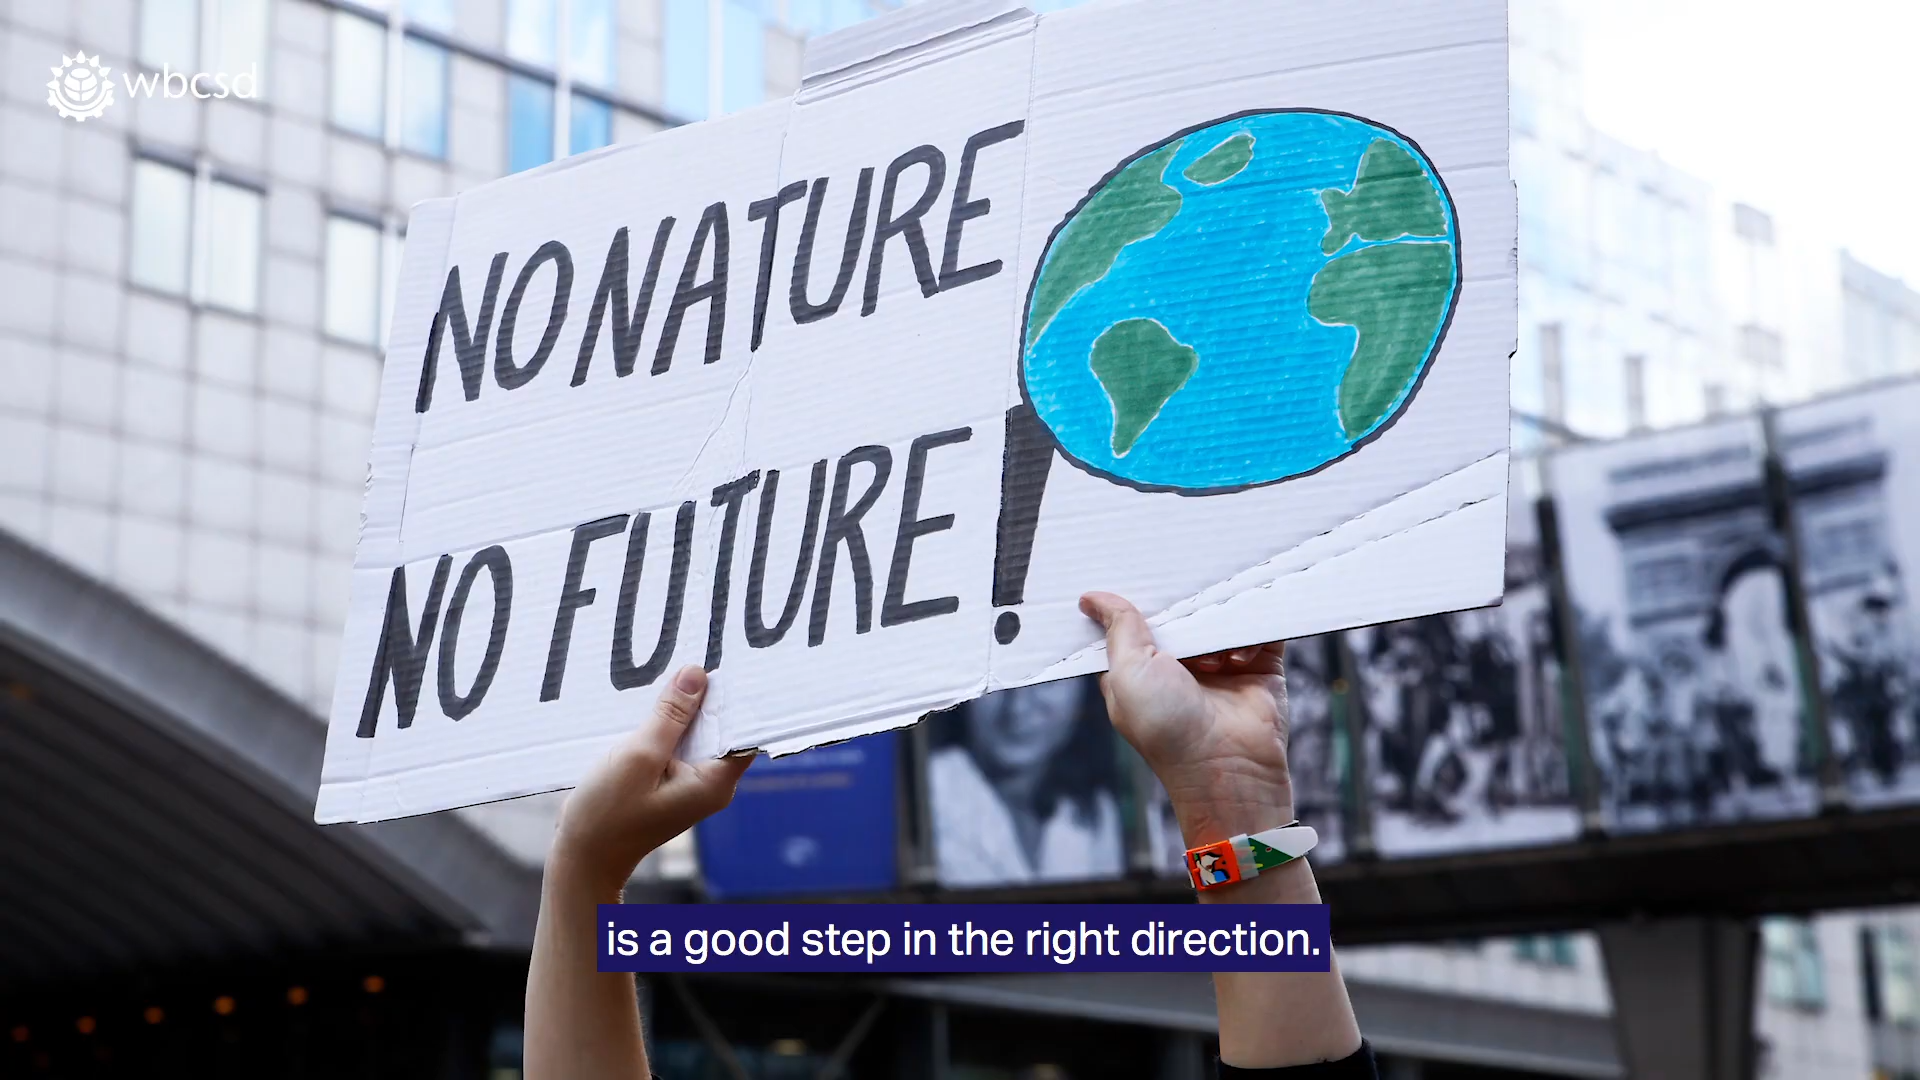 wbcsd
NO NATURE
NO FUTURE!
is a good step in the right direction.